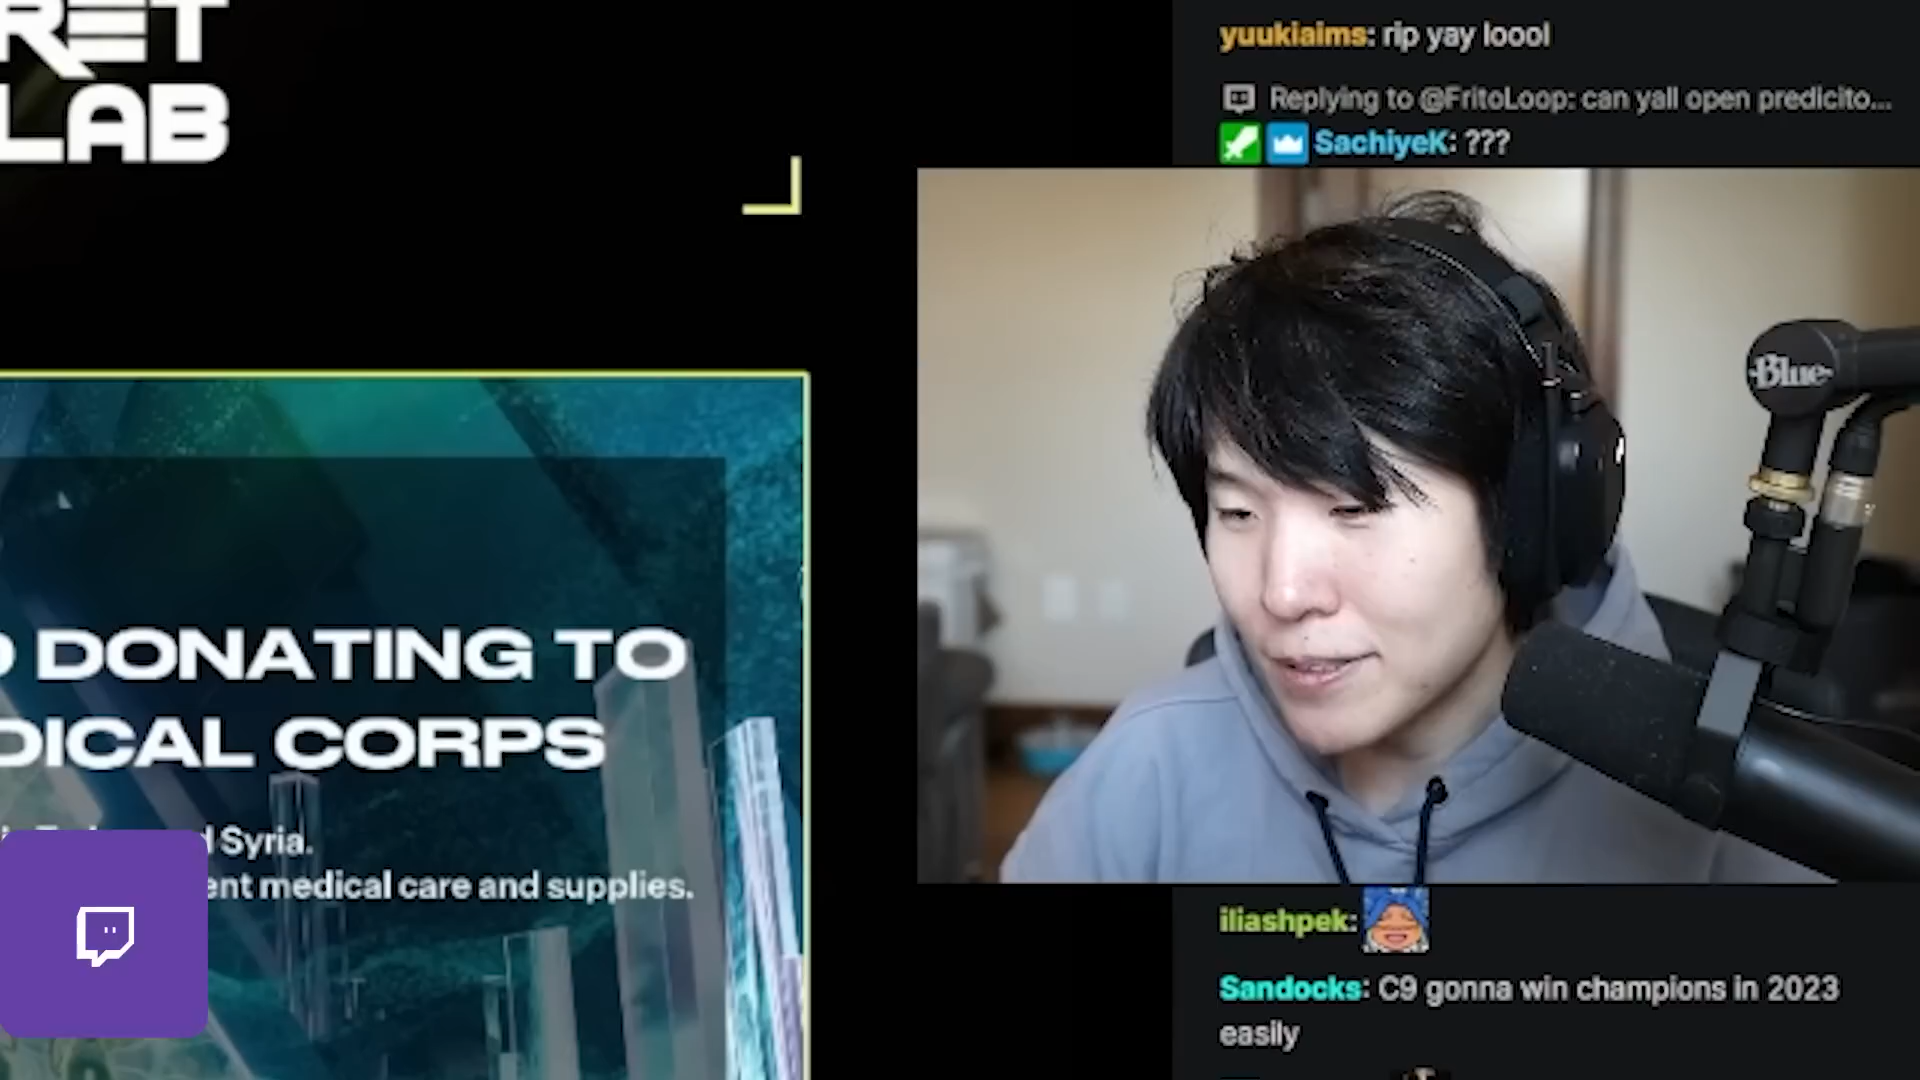 RET
LAB
DONATING TO
DICAL CORPS
Syria.
ent medical care and supplies.
yuukiaims: rip yay loool
Replying to @FritoLoop: can yall open predicito...
SachiyeK: ???
Blue
iliashpek:
Sandocks: C9 gonna win champions in 2023
easily